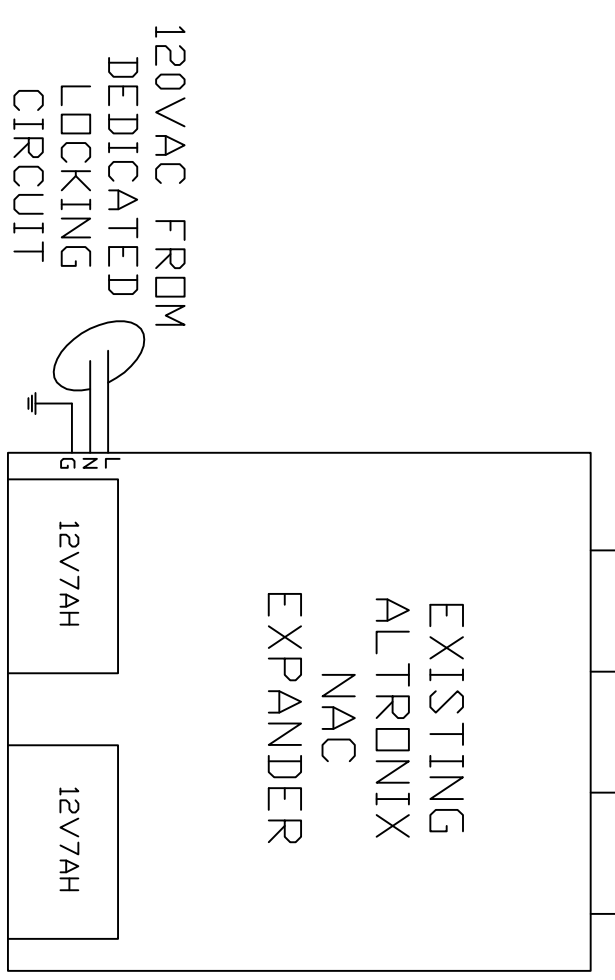 120VAC FROM
DEDICATED
LOCKING
CIRCUIT
L
N
G
EXISTING
ALTRONIX
NAC
EXPANDER
12V7AH
12V7AH